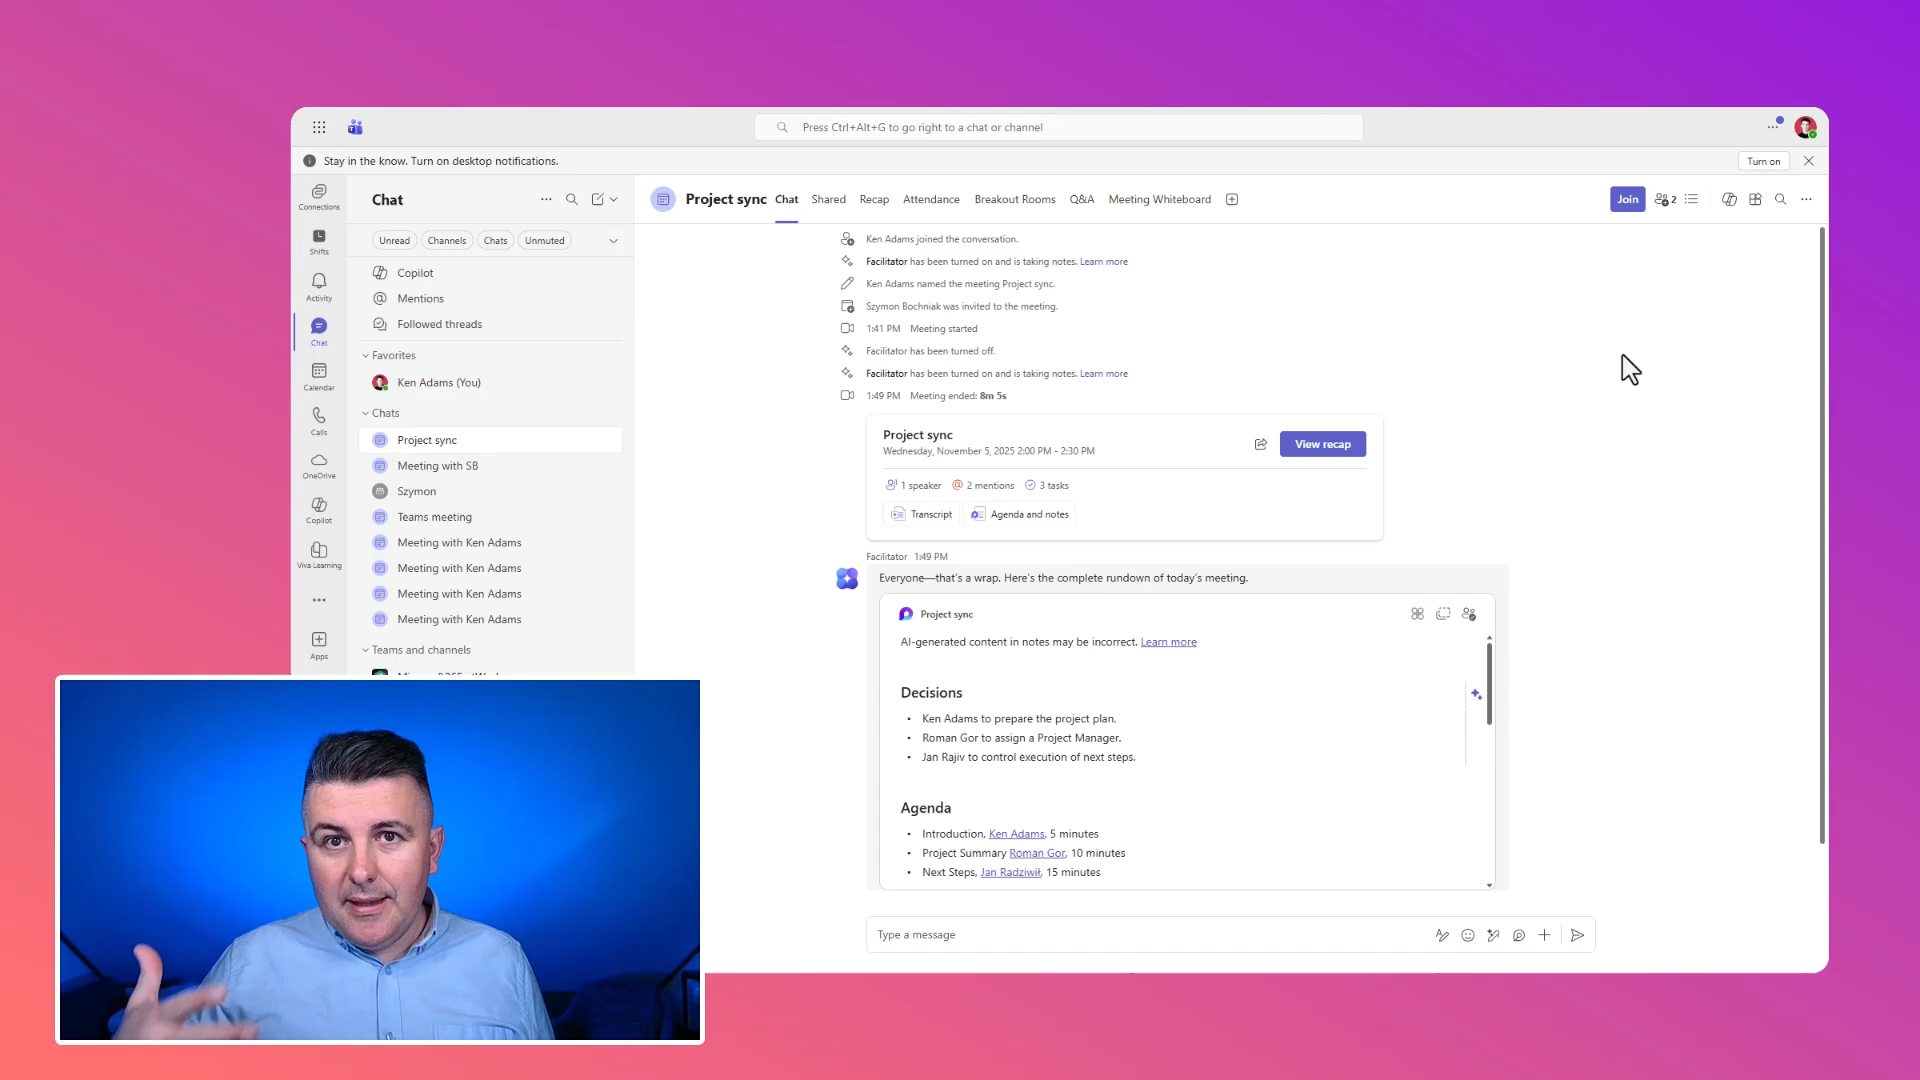 Press Ctrl+Alt+G to go right to a chat or channel
Stay in the know. Turn on desktop notifications.
Turn on
Connections
Shifts
Activity
Chat
Calendar
Calls
OneDrive
Copilot
Viva Learning
Apps
Chat
Unread
Channels
Chats
Unmuted
Copilot
Mentions
Followed threads
Favorites
Ken Adams (You)
Chats
Project sync
Meeting with SB
Szymon
Teams meeting
Meeting with Ken Adams
Meeting with Ken Adams
Meeting with Ken Adams
Meeting with Ken Adams
Teams and channels
Project sync Chat Shared Recap Attendance Breakout Rooms Q&A Meeting Whiteboard
Join
2
Ken Adams joined the conversation.
Facilitator has been turned on and is taking notes. Learn more
Ken Adams named the meeting Project sync.
Szymon Bochniak was invited to the meeting.
1:41 PM Meeting started
Facilitator has been turned off.
Facilitator has been turned on and is taking notes. Learn more
1:49 PM Meeting ended: 8m 5s
Project sync
Wednesday, November 5, 2025 2:00 PM - 2:30 PM
View recap
1 speaker 2 mentions 3 tasks
Transcript Agenda and notes
Facilitator 1:49 PM
Everyone—that's a wrap. Here's the complete rundown of today's meeting.
Project sync
AI-generated content in notes may be incorrect. Learn more
Decisions
• Ken Adams to prepare the project plan.
• Roman Gor to assign a Project Manager.
• Jan Rajiv to control execution of next steps.
Agenda
• Introduction, Ken Adams, 5 minutes
• Project Summary Roman Gor, 10 minutes
• Next Steps, Jan Radziwił, 15 minutes
Type a message